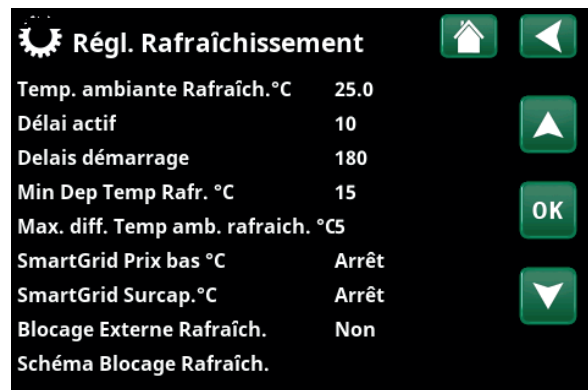 Régl. Rafraîchissement
Temp. ambiante Rafraîch.°C 25.0
Délai actif 10
Delais démarrage 180
Min Dep Temp Rafr. °C 15
Max. diff. Temp amb. rafraich. °C5
SmartGrid Prix bas °C Arrêt
SmartGrid Surcap.°C Arrêt
Blocage Externe Rafraîch. Non
Schéma Blocage Rafraîch.
OK